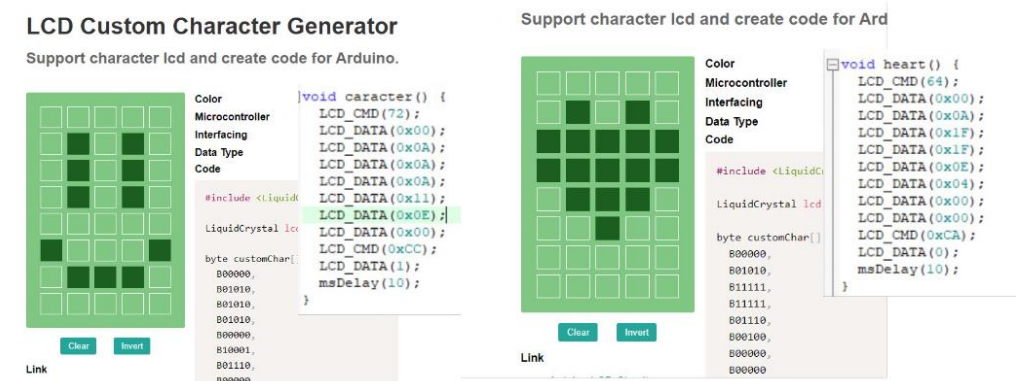 LCD Custom Character Generator
Support character lcd and create code for Arduino.
Color
Microcontroller
Interfacing
Data Type
Code
#include <Liquid
LiquidCrystal lcd
byte customChar[]
B00000,
B01010,
B01010,
B01010,
B00000,
B10001,
B01110,
B00000
Clear
Invert
Link
void caracter() {
LCD_CMD(72);
LCD_DATA(0x00);
LCD_DATA(0x0A);
LCD_DATA(0x0A);
LCD_DATA(0x0A);
LCD_DATA(0x11);
LCD_DATA(0x0E);
LCD_DATA(0x00);
LCD_CMD(0xCC);
LCD_DATA(1);
msDelay(10);
}
Support character lcd and create code for Ard
Color
Microcontroller
Interfacing
Data Type
Code
#include <LiquidC
LiquidCrystal lcd
byte customChar[]
B00000,
B01010,
B11111,
B11111,
B01110,
B00100,
B00000,
B00000
Clear
Invert
Link
void heart() {
LCD_CMD(64);
LCD_DATA(0x00);
LCD_DATA(0x0A);
LCD_DATA(0x1F);
LCD_DATA(0x1F);
LCD_DATA(0x0E);
LCD_DATA(0x04);
LCD_DATA(0x00);
LCD_DATA(0x00);
LCD_CMD(0xCA);
LCD_DATA(0);
msDelay(10);
}